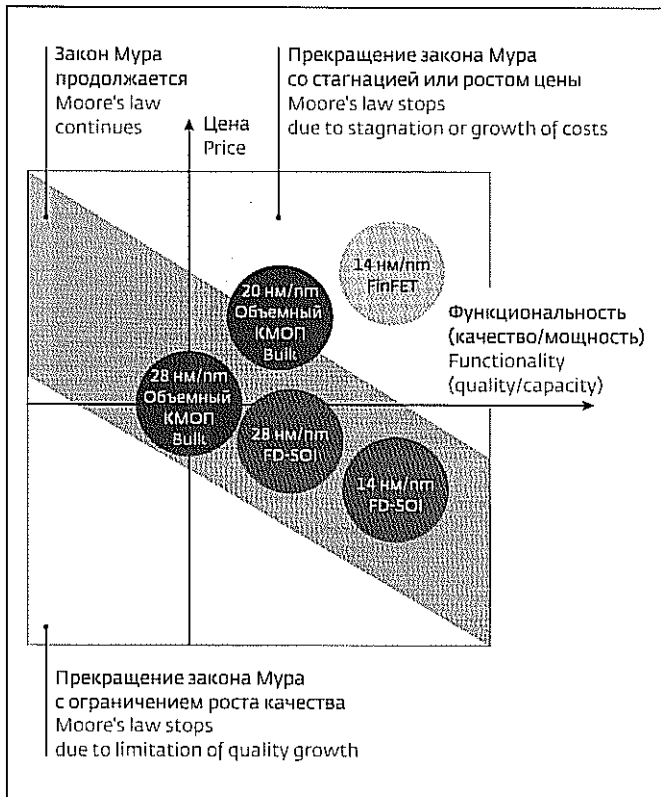 Закон Мура
продолжается
Moore's law
continues
Прекращение закона Мура
со стагнацией или ростом цены
Moore's law stops
due to stagnation or growth of costs
Цена
Price
14 нм/nm
FinFET
20 нм/nm
Объемный
КМОП
Bulk
Функциональность
(качество/мощность)
Functionality
(quality/capacity)
28 нм/nm
Объемный
КМОП
Bulk
28 нм/nm
FD-SOI
14 нм/nm
FD-SOI
Прекращение закона Мура
с ограничением роста качества
Moore's law stops
due to limitation of quality growth